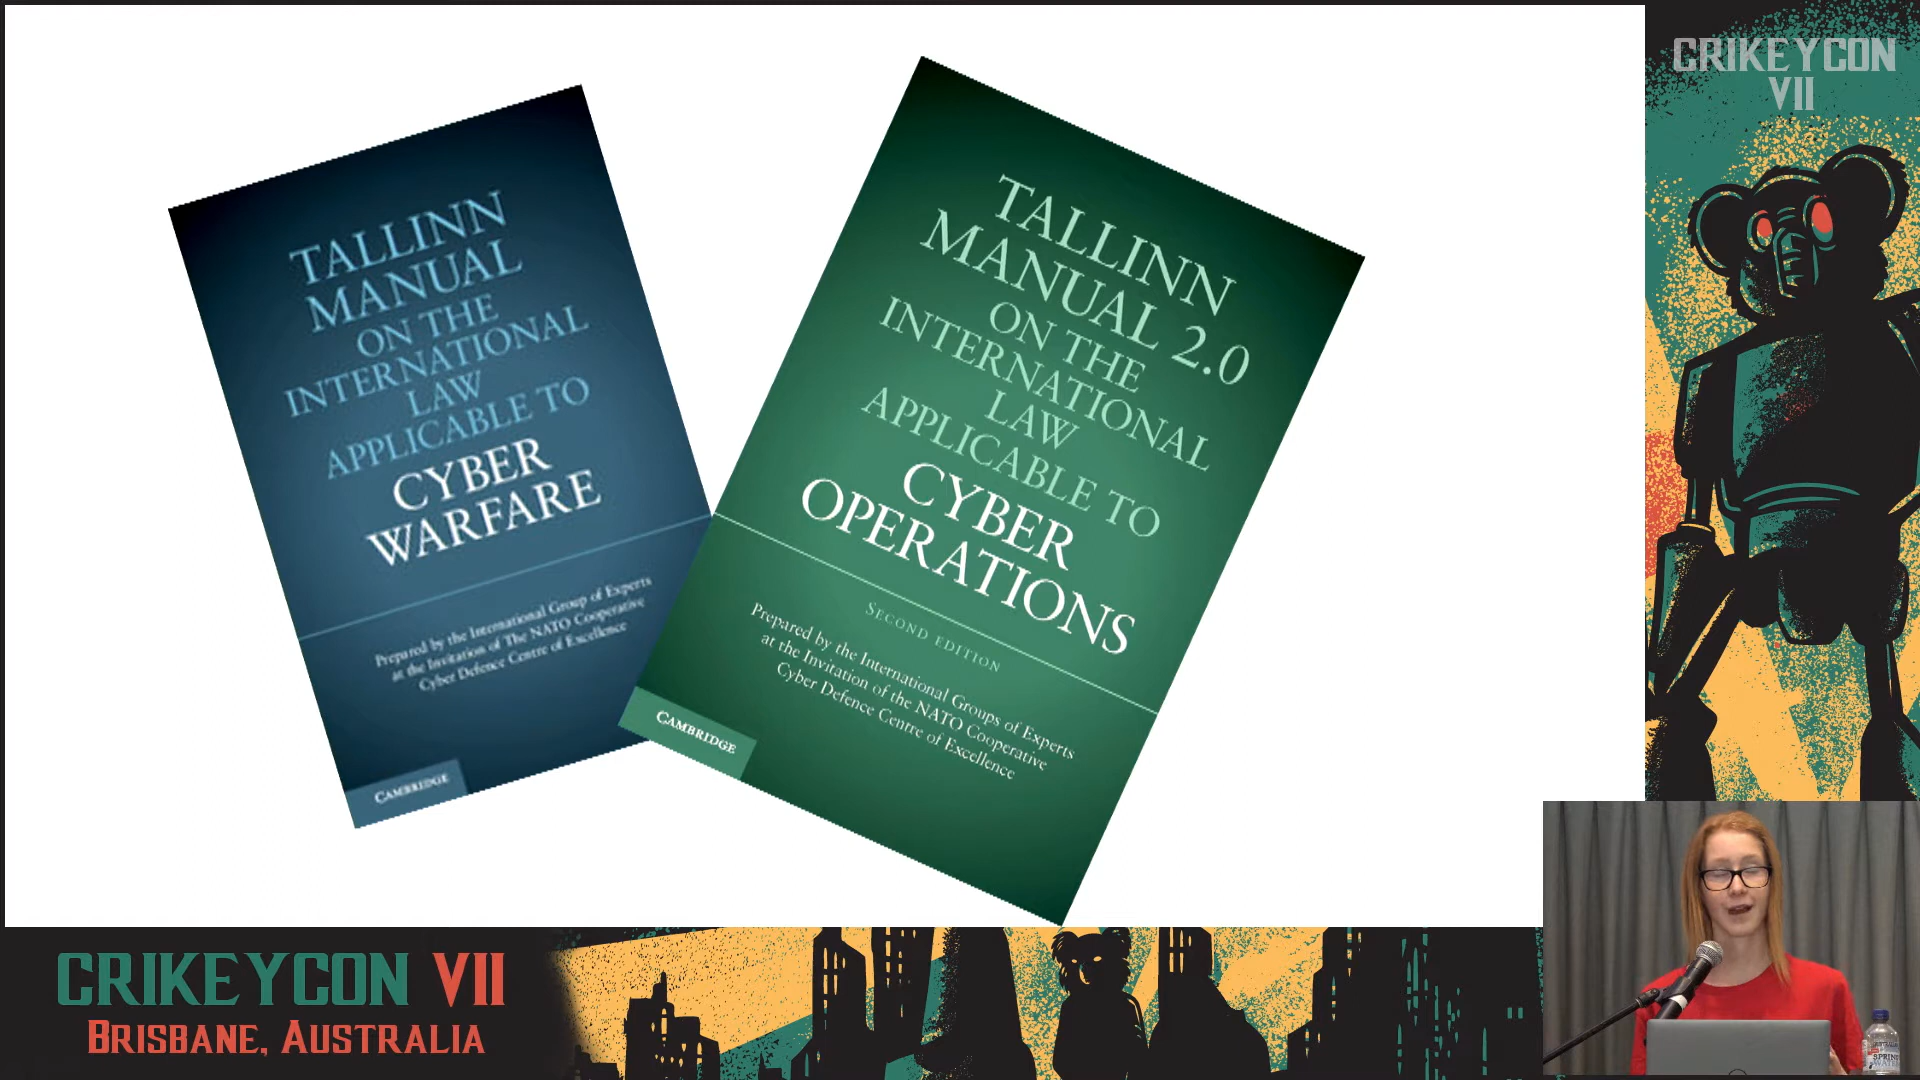 TALLINN
MANUAL
ON THE
INTERNATIONAL
LAW
APPLICABLE TO
CYBER
WARFARE
Prepared by the International Group of Experts
at the Invitation of The NATO Cooperative
Cyber Defence Centre of Excellence
CAMBRIDGE
TALLINN
MANUAL 2.0
ON THE
INTERNATIONAL
LAW
APPLICABLE TO
CYBER
OPERATIONS
SECOND EDITION
Prepared by the International Groups of Experts
at the Invitation of the NATO Cooperative
Cyber Defence Centre of Excellence
CAMBRIDGE
CRIKEYCON
VII
CRIKEYCON VII
BRISBANE, AUSTRALIA
SPRING